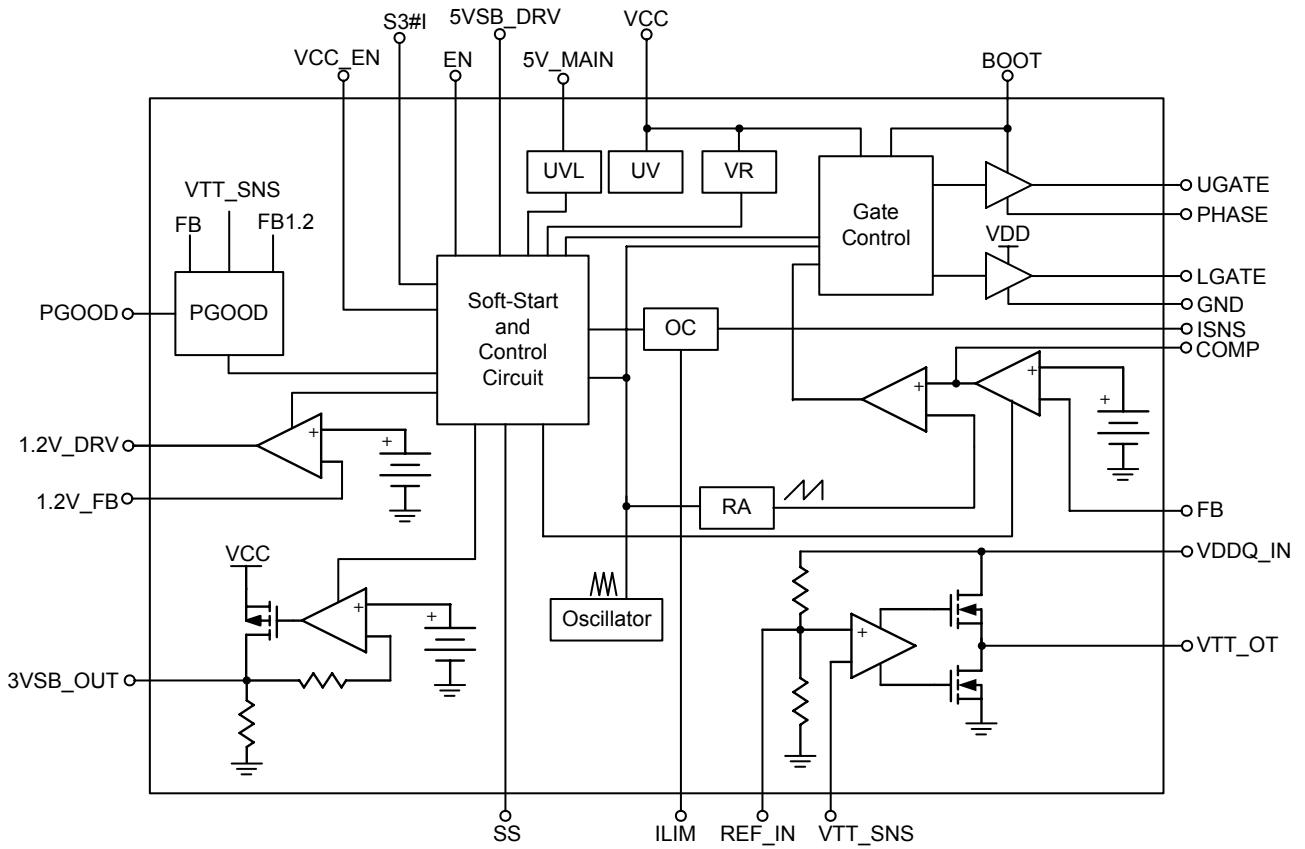 S3#I
5VSB_DRV
VCC
VCC_EN
EN
5V_MAIN
BOOT
UVL
UV
VR
VTT_SNS
FB
FB1.2
Gate
Control
UGATE
PHASE
VDD
LGATE
GND
ISNS
COMP
PGOOD
PGOOD
Soft-Start
and
Control
Circuit
OC
+
+
+
1.2V_DRV
+
+
1.2V_FB
RA
FB
VDDQ_IN
VCC
Oscillator
+
+
+
VTT_OT
3VSB_OUT
SS
ILIM
REF_IN
VTT_SNS